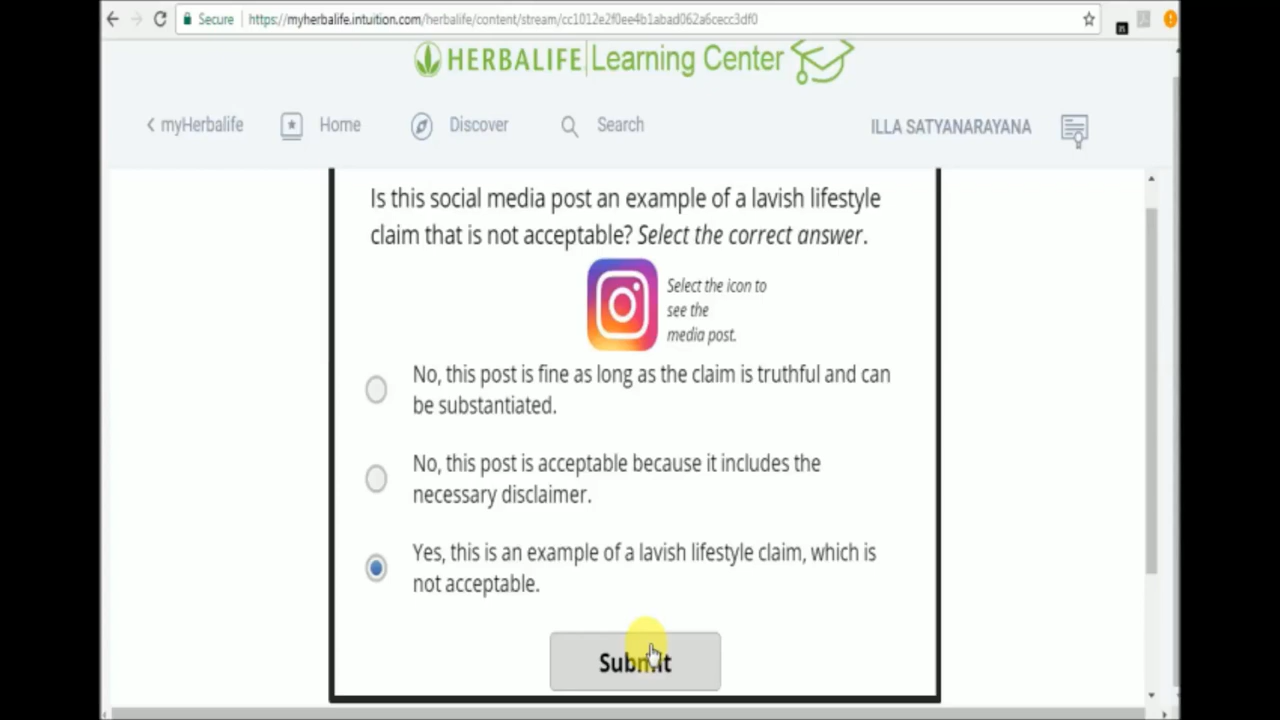 Secure https://myherbalife.intuition.com/herbalife/content/stream/cc1012e2f0ee4b1abad062a6cecc3df0
HERBALIFE Learning Center
myHerbalife Home Discover Search ILLA SATYANARAYANA
Is this social media post an example of a lavish lifestyle
claim that is not acceptable? Select the correct answer.
Select the icon to
see the
media post.
No, this post is fine as long as the claim is truthful and can
be substantiated.
No, this post is acceptable because it includes the
necessary disclaimer.
Yes, this is an example of a lavish lifestyle claim, which is
not acceptable.
Submit